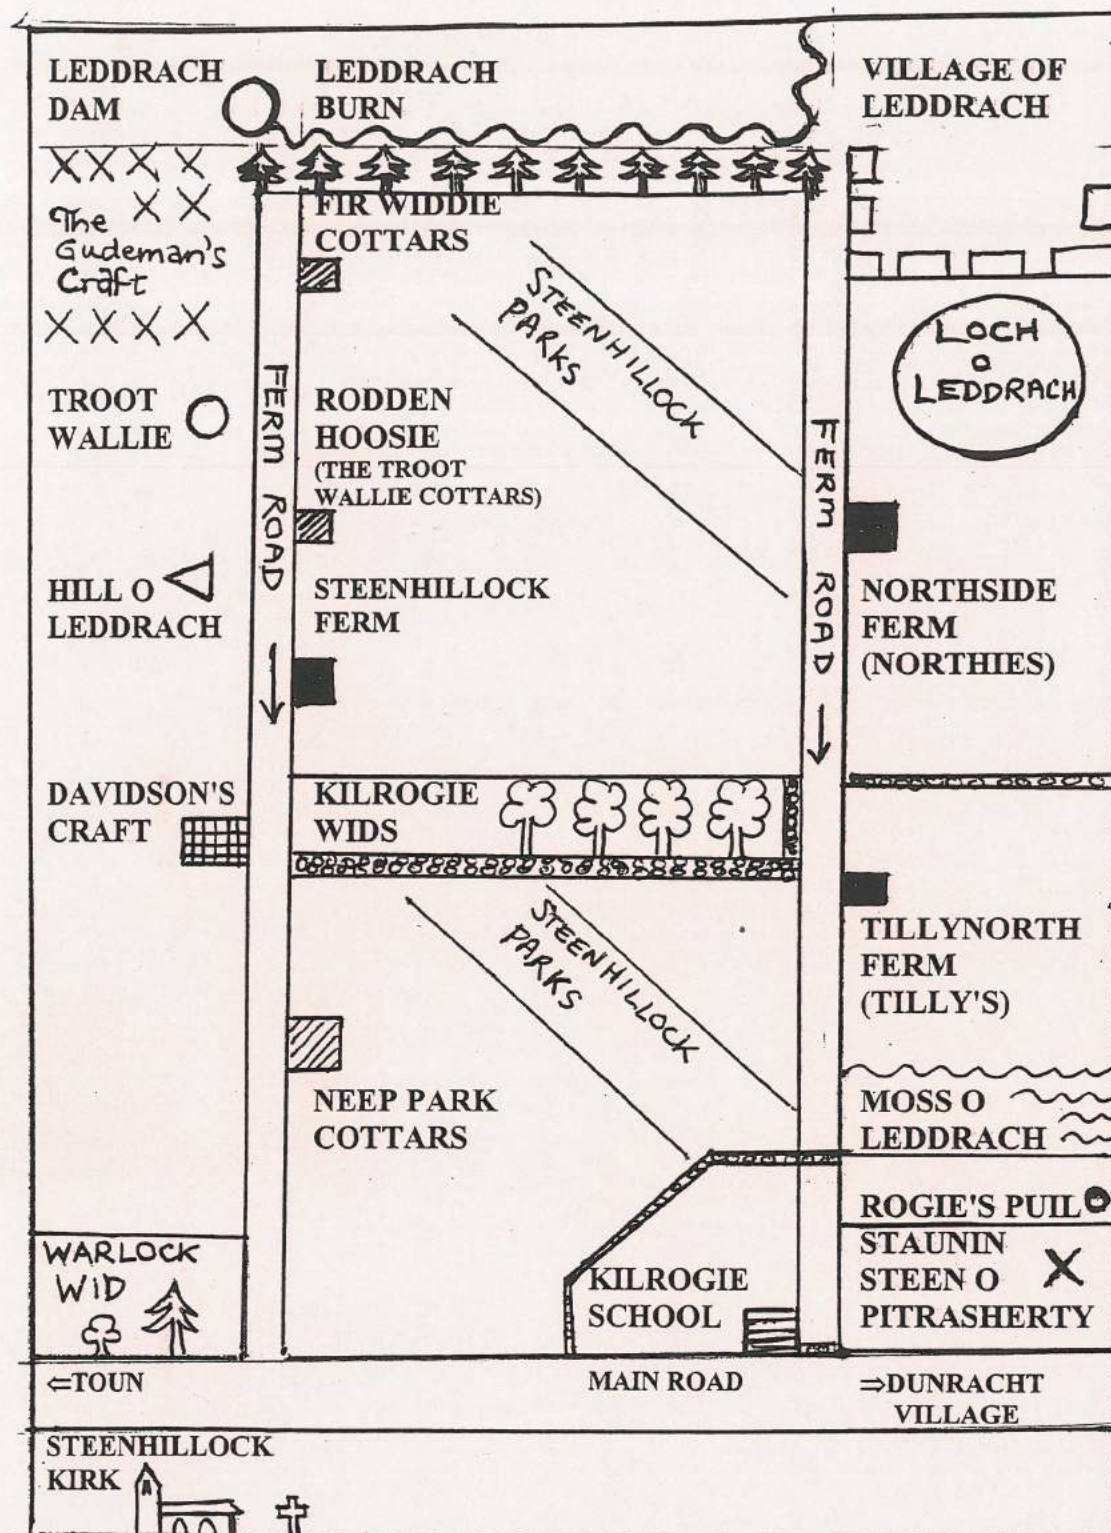 LEDDRACH
DAM
LEDDRACH
BURN
VILLAGE OF
LEDDRACH
The
Gudeman's
Craft
FIR WIDDIE
COTTARS
STEENHILLOCK
PARKS
LOCH
O
LEDDRACH
TROOT
WALLIE
FERM ROAD
RODDEN
HOOSIE
(THE TROOT
WALLIE COTTARS)
FERM ROAD
HILL O
LEDDRACH
STEENHILLOCK
FERM
NORTHSIDE
FERM
(NORTHIES)
DAVIDSON'S
CRAFT
KILROGIE
WIDS
STEENHILLOCK
PARKS
TILLYNORTH
FERM
(TILLY'S)
NEEP PARK
COTTARS
MOSS O
LEDDRACH
ROGIE'S PUIL
WARLOCK
WID
KILROGIE
SCHOOL
STAUNIN
STEEN O
PITRASHERTY
⇐TOUN
MAIN ROAD
⇒DUNRACHT
VILLAGE
STEENHILLOCK
KIRK